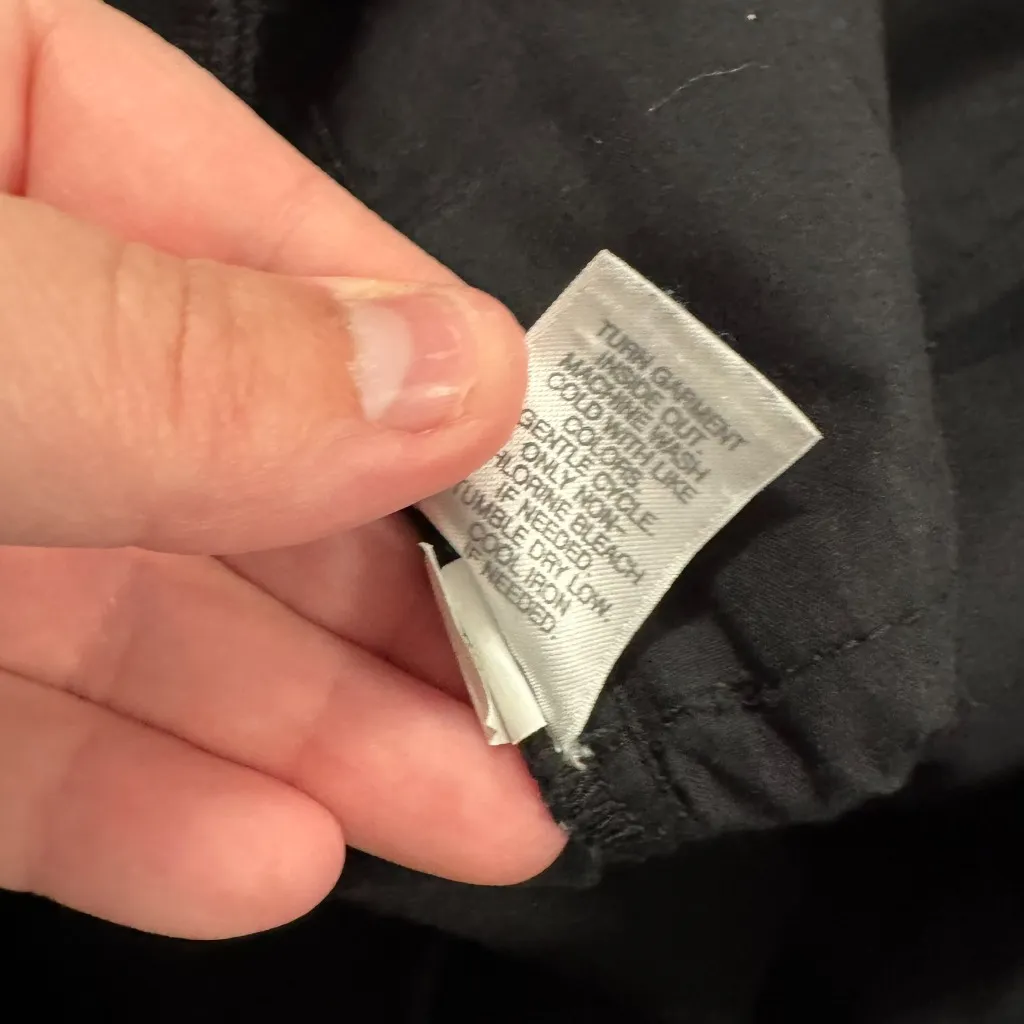 TURN GARMENT
INSIDE OUT
MACHINE WASH
COLD WITH LIKE
COLORS.
GENTLE CYCLE.
ONLY NON-
HLORINE BLEACH
IF NEEDED
TUMBLE DRY LOW.
COOL IRON
IF NEEDED.